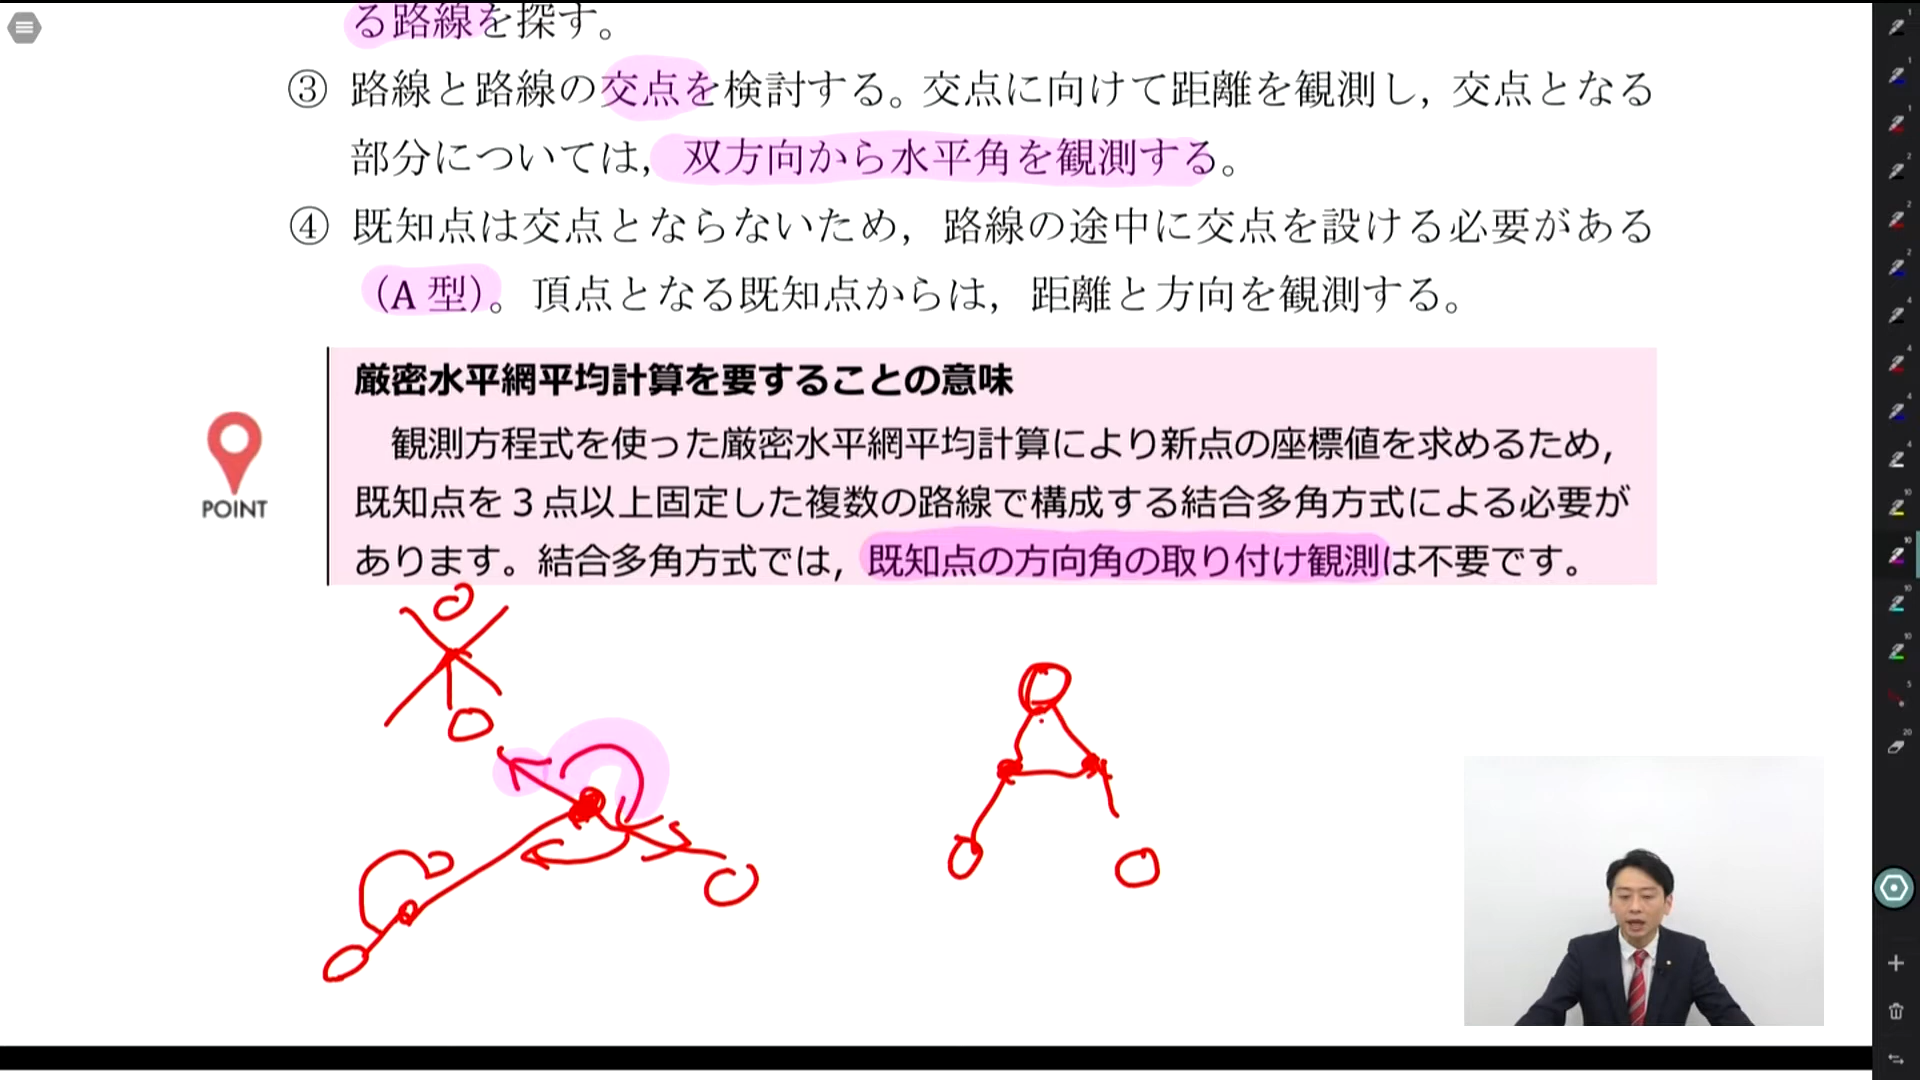 る路線を探す。
③ 路線と路線の交点を検討する。交点に向けて距離を観測し，交点となる
部分については，双方向から水平角を観測する。
④ 既知点は交点とならないため，路線の途中に交点を設ける必要がある
（A 型）。頂点となる既知点からは，距離と方向を観測する。
厳密水平網平均計算を要することの意味
観測方程式を使った厳密水平網平均計算により新点の座標値を求めるため，
既知点を３点以上固定した複数の路線で構成する結合多角方式による必要が
あります。結合多角方式では，既知点の方向角の取り付け観測は不要です。
POINT